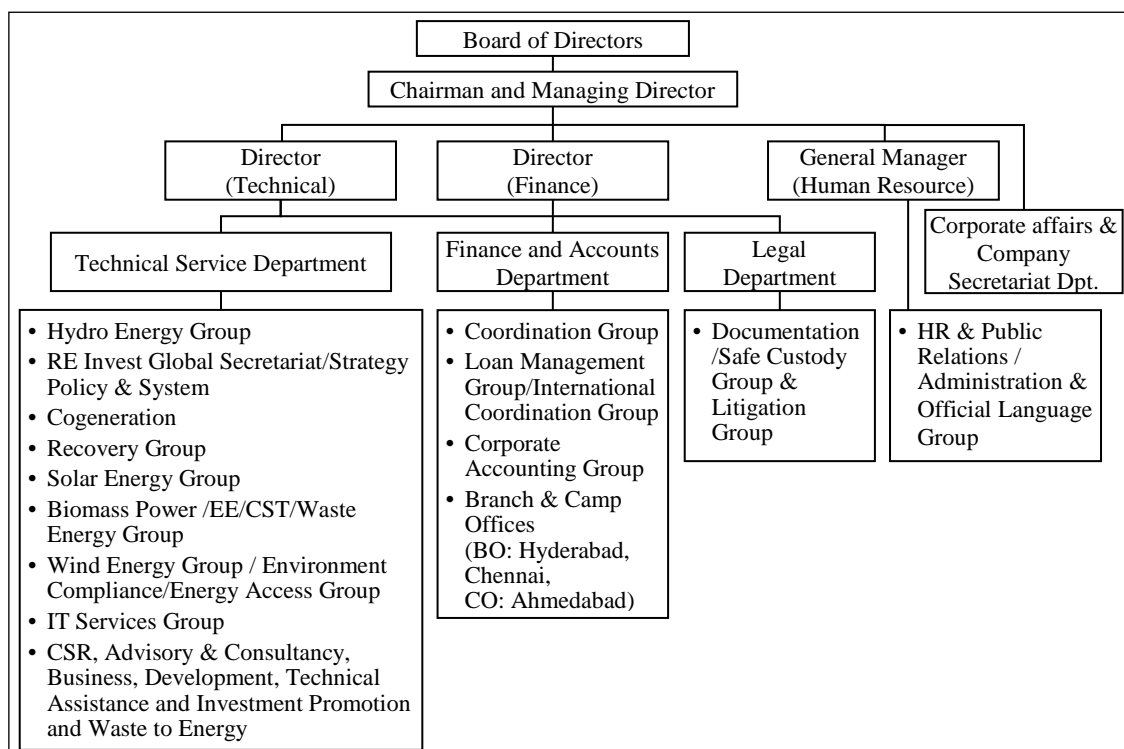 Board of Directors
Chairman and Managing Director
Director
(Technical)
Director
(Finance)
General Manager
(Human Resource)
Corporate affairs &
Company
Secretariat Dpt.
Technical Service Department
Finance and Accounts
Department
Legal
Department
• Hydro Energy Group
• RE Invest Global Secretariat/Strategy
Policy & System
• Cogeneration
• Recovery Group
• Solar Energy Group
• Biomass Power /EE/CST/Waste
Energy Group
• Wind Energy Group / Environment
Compliance/Energy Access Group
• IT Services Group
• CSR, Advisory & Consultancy,
Business, Development, Technical
Assistance and Investment Promotion
and Waste to Energy
• Coordination Group
• Loan Management
Group/International
Coordination Group
• Corporate
Accounting Group
• Branch & Camp
Offices
(BO: Hyderabad,
Chennai,
CO: Ahmedabad)
• Documentation
/Safe Custody
Group &
Litigation
Group
• HR & Public
Relations /
Administration &
Official Language
Group